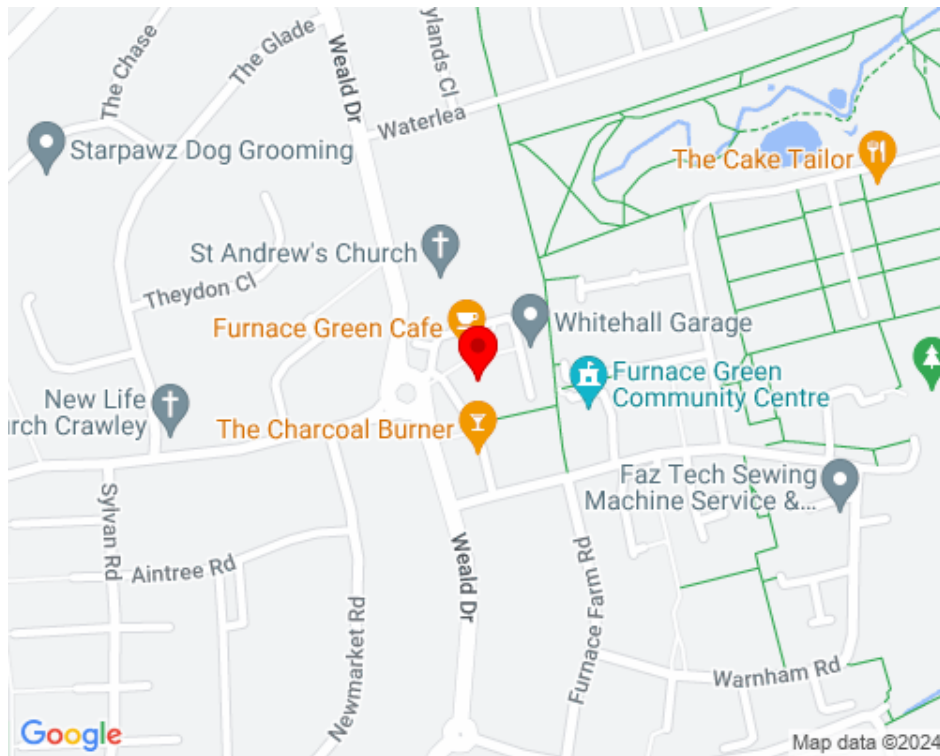 The Chase
The Glade
Weald Dr
ylands Cl
Waterlea
Starpawz Dog Grooming
The Cake Tailor
St Andrew's Church
Theydon Cl
Furnace Green Cafe
Whitehall Garage
New Life
rch Crawley
Furnace Green
Community Centre
The Charcoal Burner
Faz Tech Sewing
Machine Service &...
Sylvan Rd
Aintree Rd
Newmarket Rd
Weald Dr
Furnace Farm Rd
Warnham Rd
Google
Map data ©2024